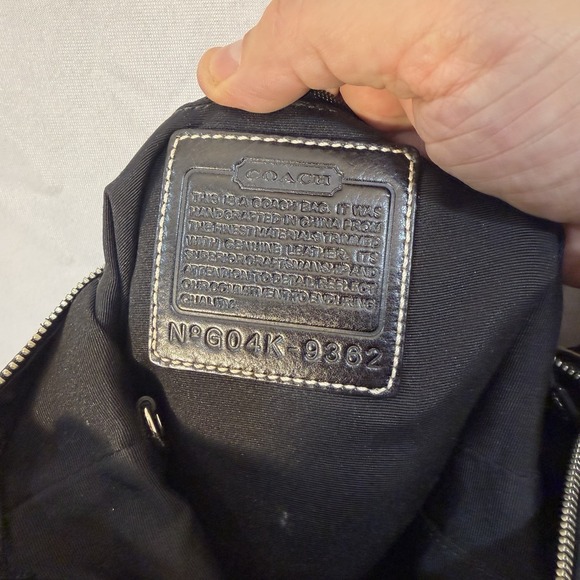 COACH
THIS IS A COACH BAG. IT WAS
HANDCRAFTED IN CHINA FROM
THE FINEST MATERIALS TRIMMED
WITH GENUINE LEATHER. ITS
SUPERIOR CRAFTSMANSHIP AND
ATTENTION TO DETAIL REFLECT
OUR COMMITMENT TO ENDURING
QUALITY.
NºG04K-9362